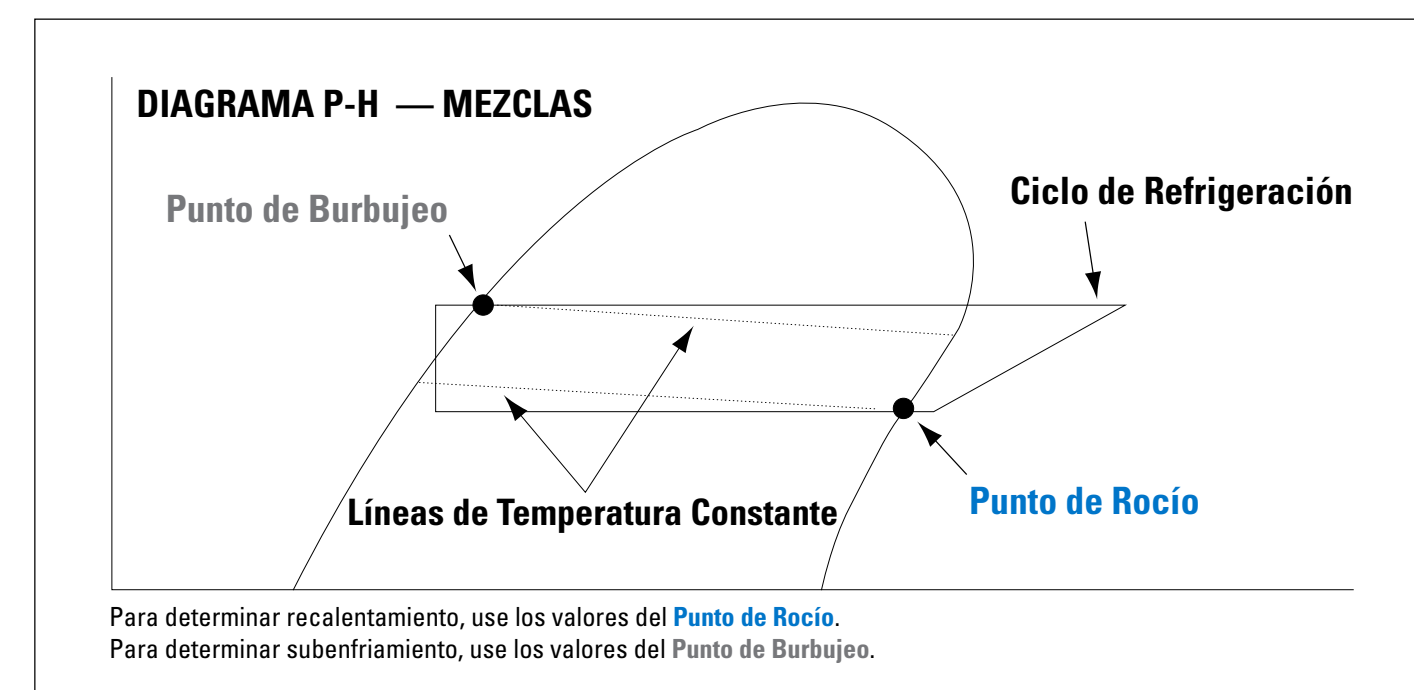 DIAGRAMA P-H — MEZCLAS
Punto de Burbujeo
Ciclo de Refrigeración
Líneas de Temperatura Constante
Punto de Rocío
Para determinar recalentamiento, use los valores del Punto de Rocío.
Para determinar subenfriamiento, use los valores del Punto de Burbujeo.